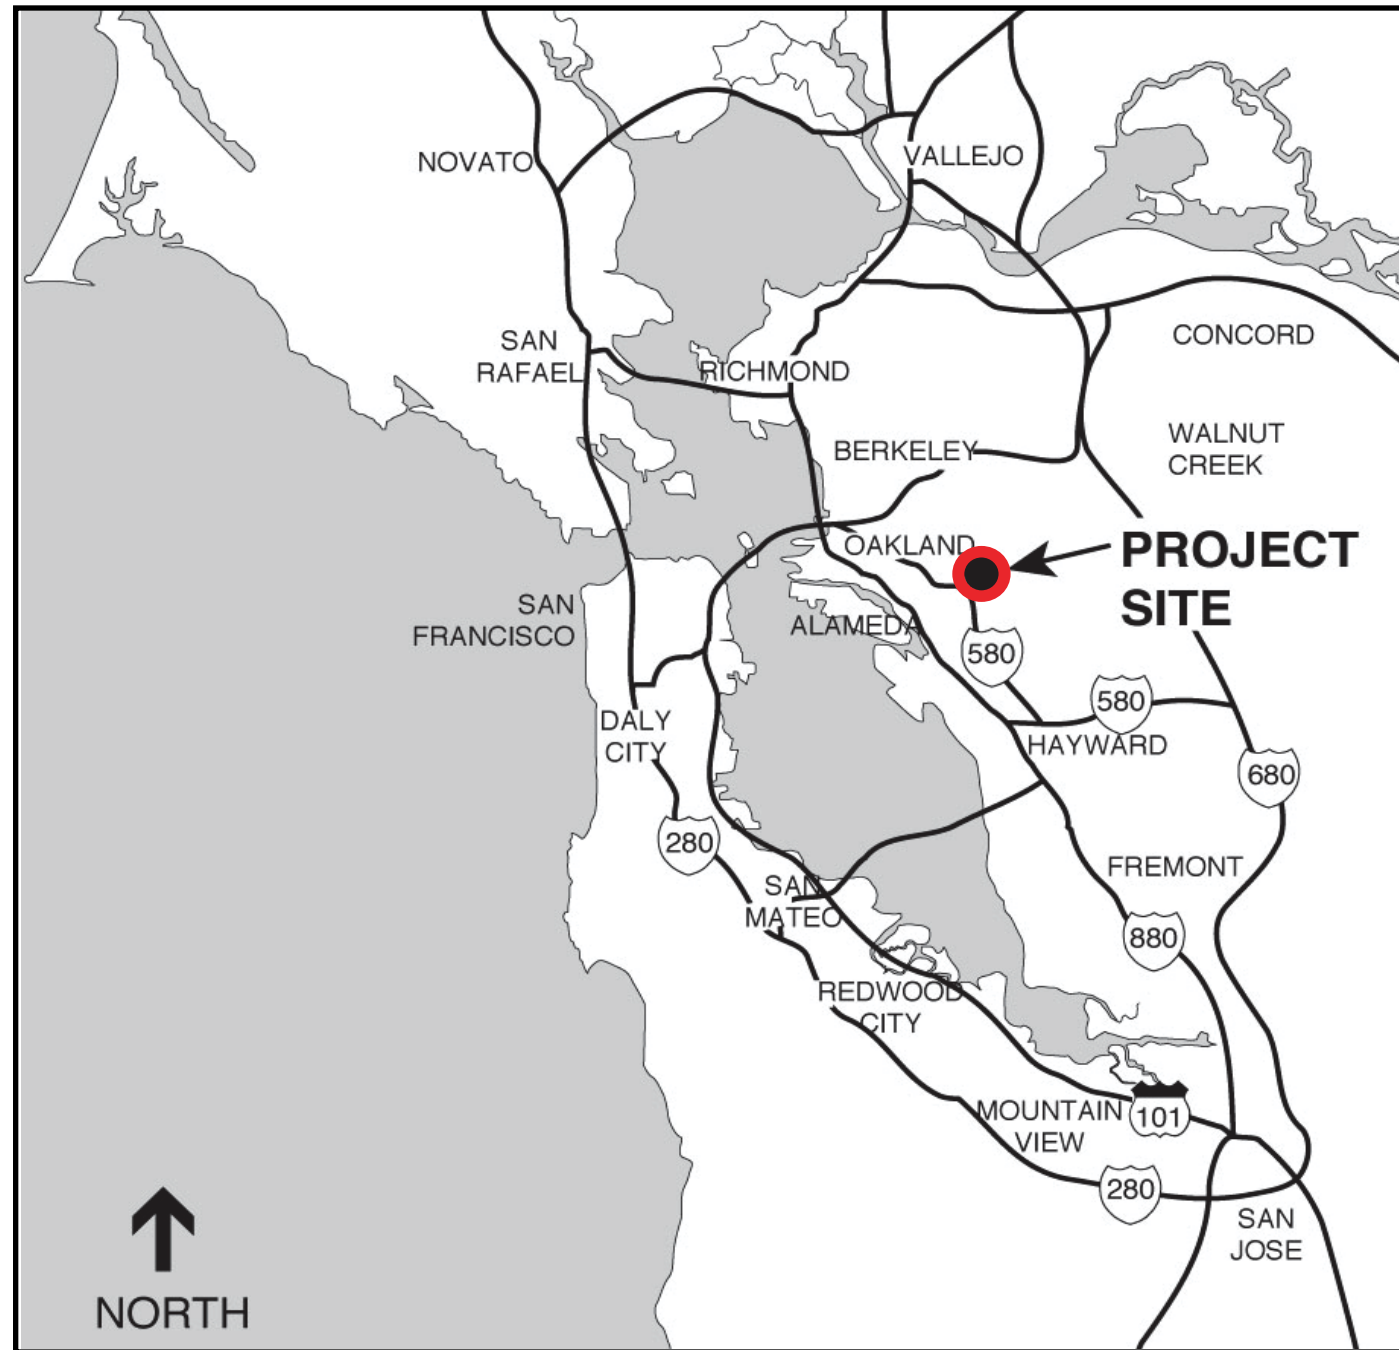 NOVATO
VALLEJO
SAN
RAFAEL
RICHMOND
CONCORD
BERKELEY
WALNUT
CREEK
OAKLAND
PROJECT
SITE
SAN
FRANCISCO
ALAMEDA
580
580
DALY
CITY
HAYWARD
680
280
FREMONT
SAN
MATEO
880
REDWOOD
CITY
MOUNTAIN
VIEW
101
280
SAN
JOSE
NORTH